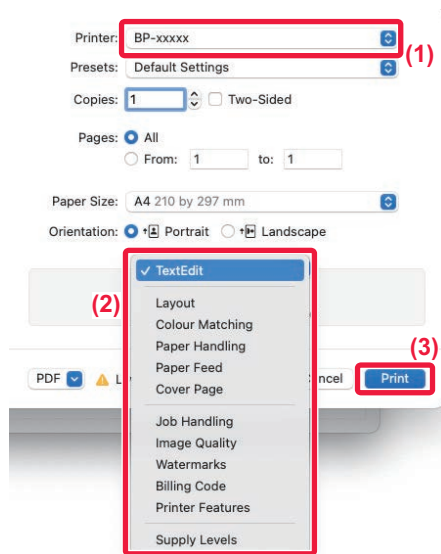 Printer: BP-xxxxx
(1)
Presets: Default Settings
Copies: 1 Two-Sided
Pages: All
From: 1 to: 1
Paper Size: A4 210 by 297 mm
Orientation: Portrait Landscape
(2)
✓ TextEdit
Layout
Colour Matching
Paper Handling
Paper Feed
Cover Page
(3)
PDF L ncel Print
Job Handling
Image Quality
Watermarks
Billing Code
Printer Features
Supply Levels